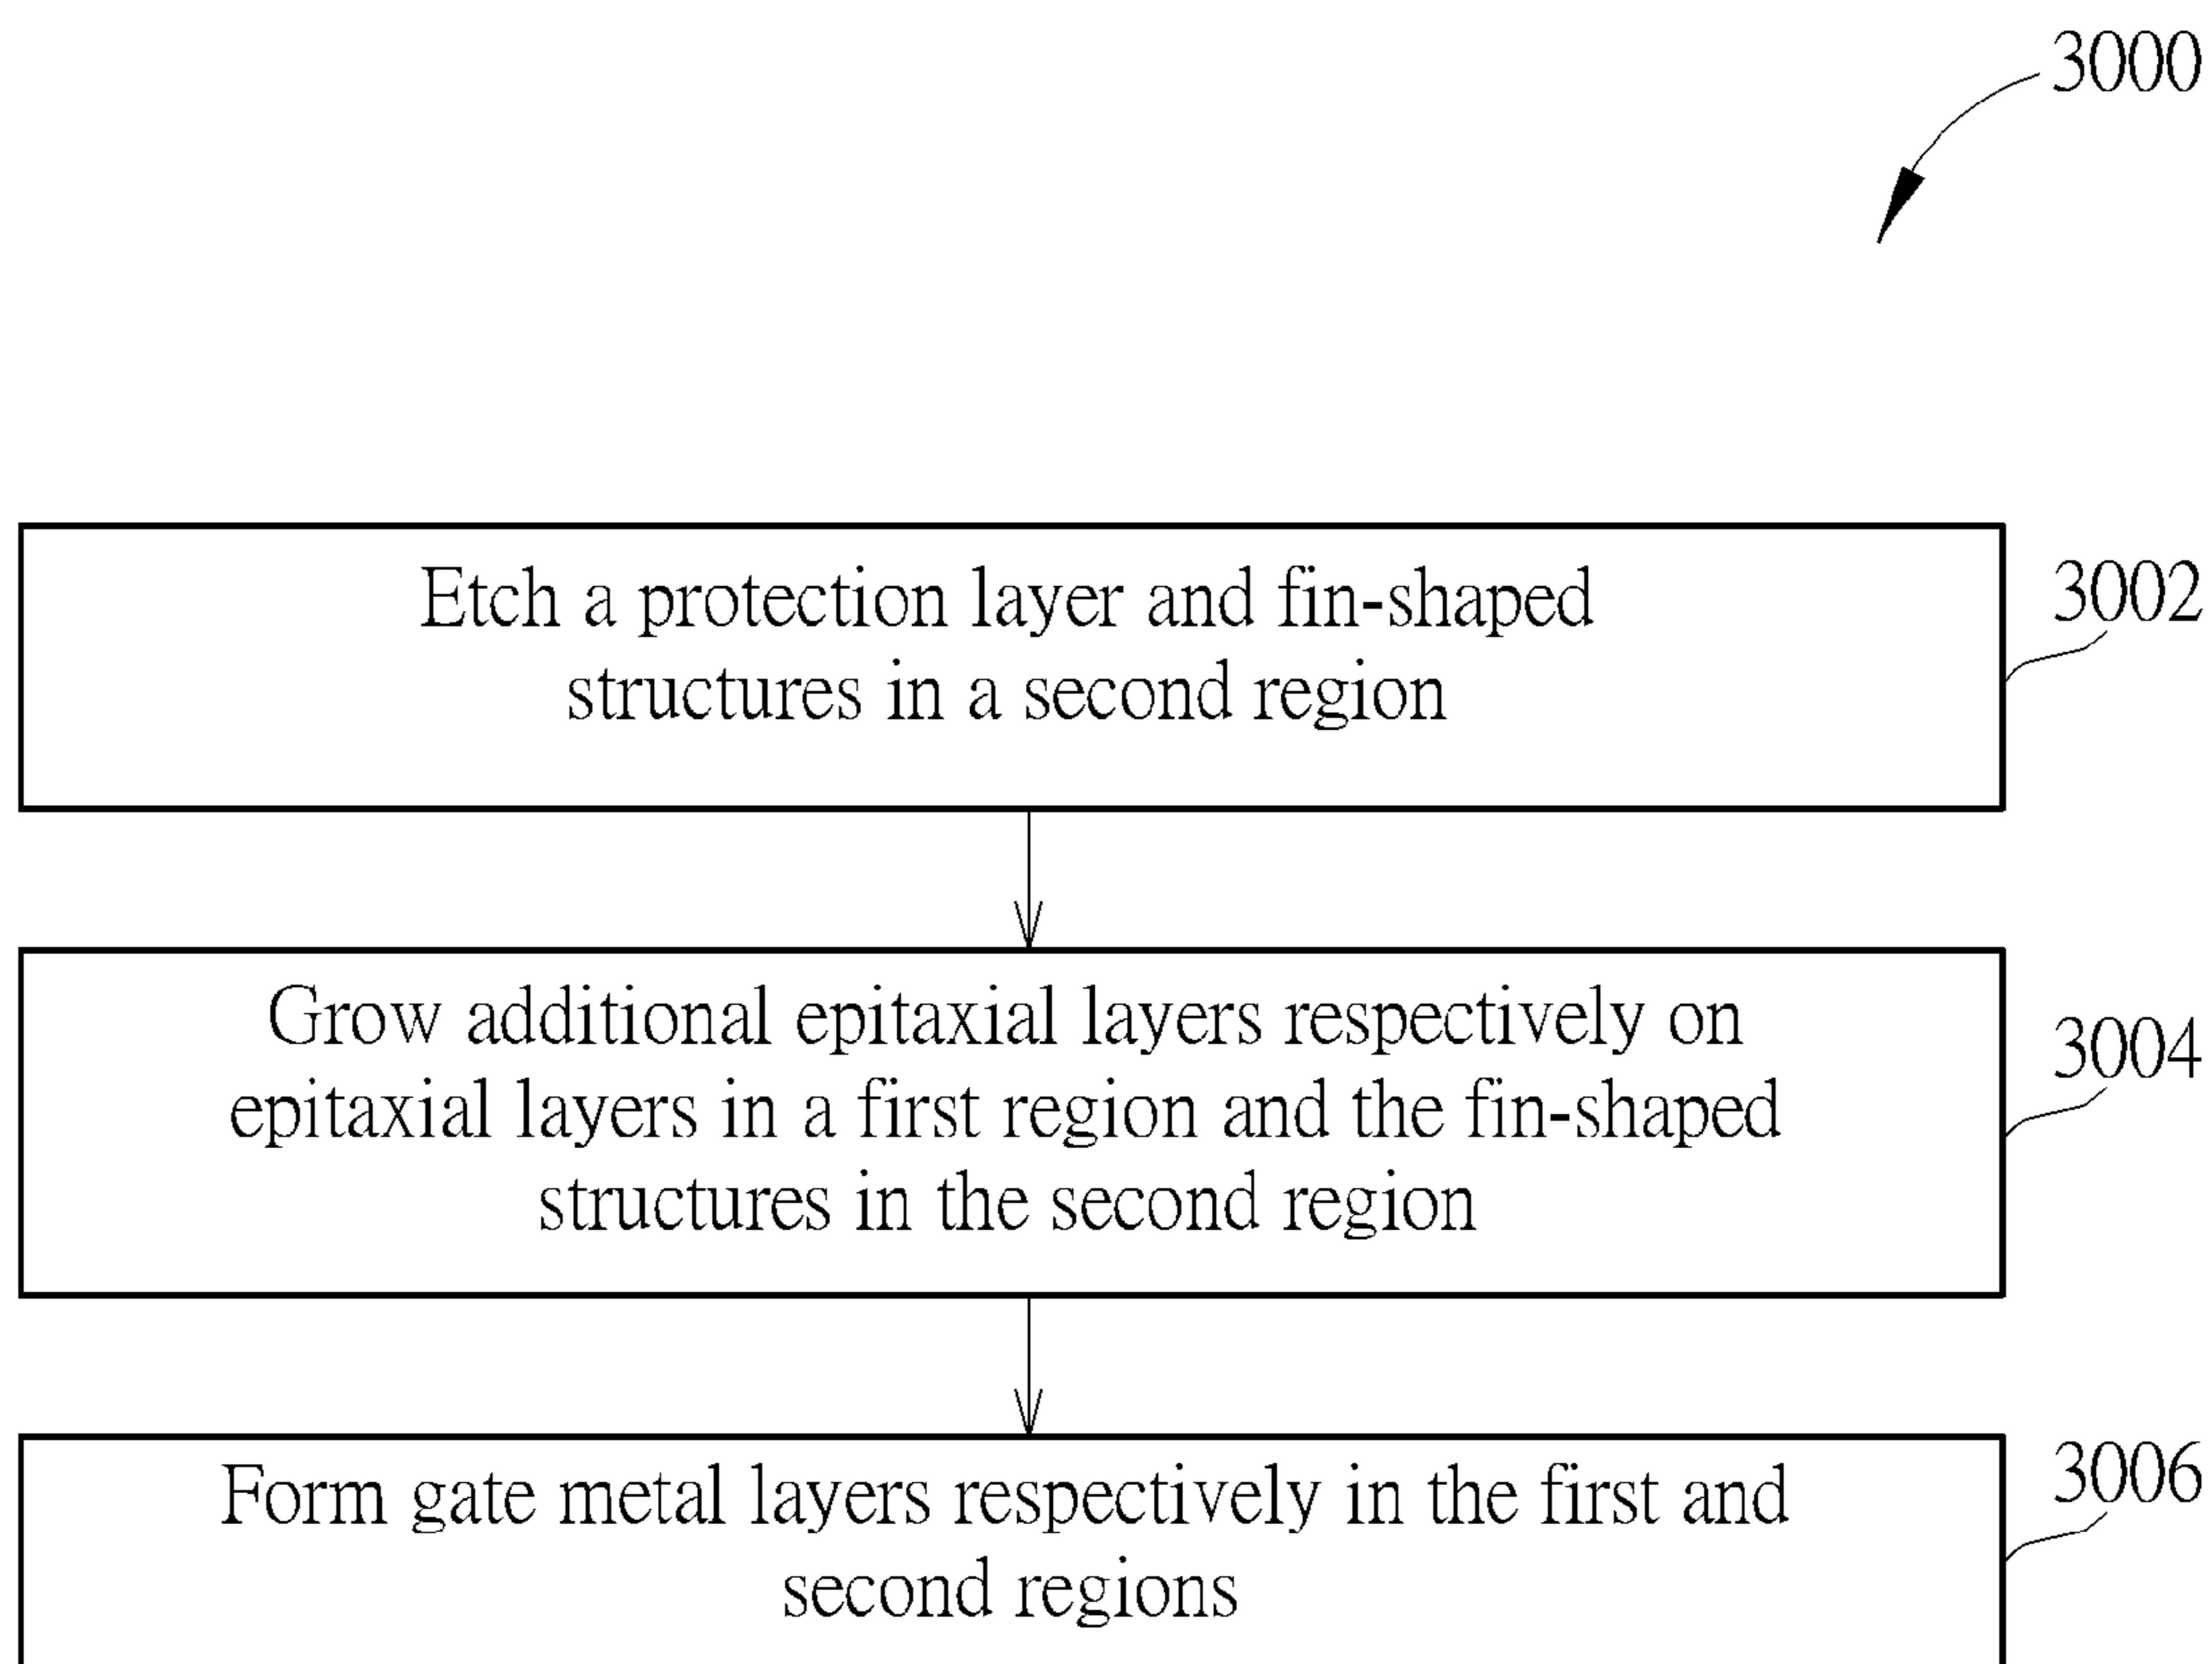 3000
Etch a protection layer and fin-shaped
structures in a second region
3002
Grow additional epitaxial layers respectively on
epitaxial layers in a first region and the fin-shaped
structures in the second region
3004
Form gate metal layers respectively in the first and
second regions
3006